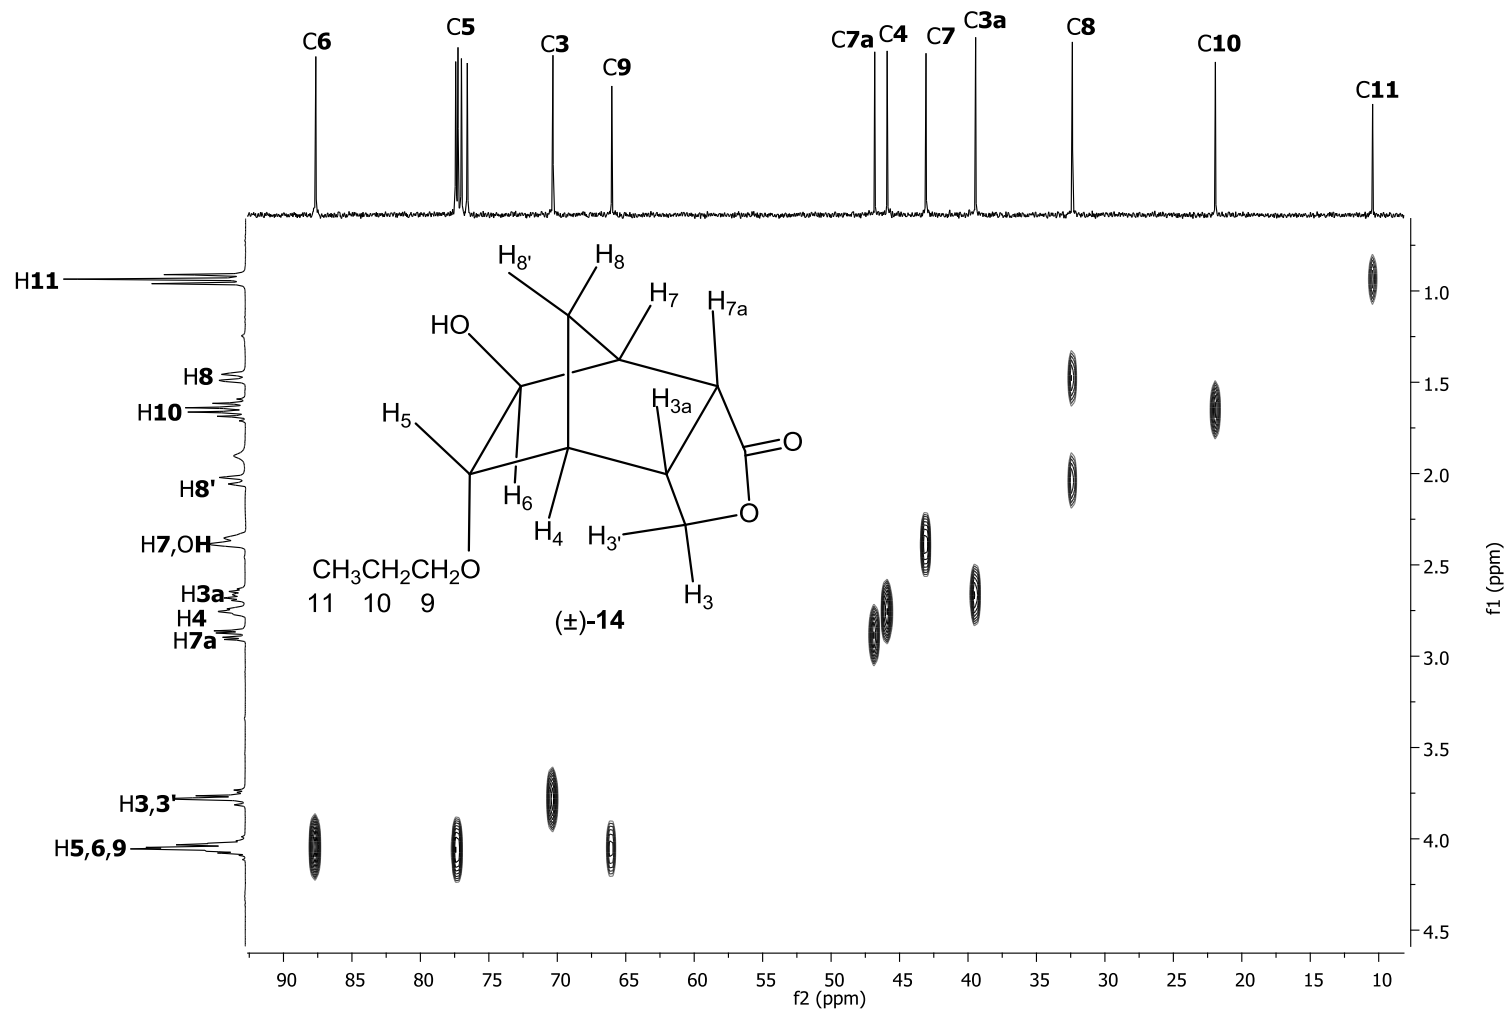 C6
C5
C3
C9
C7a
C4
C7
C3a
C8
C10
C11
H11
H8
H10
H8'
H7,OH
H3a
H4
H7a
H3,3'
H5,6,9
H8'
H8
H7
H7a
HO
H3a
H5
O
H6
H4
H3'
O
CH3CH2CH2O
11 10 9
H3
(±)-14
1.0
1.5
2.0
2.5
3.0
3.5
4.0
4.5
f1 (ppm)
90 85 80 75 70 65 60 55 50 45 40 35 30 25 20 15 10
f2 (ppm)